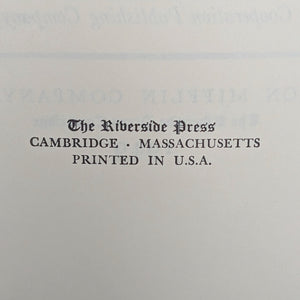 The Riverside Press
CAMBRIDGE · MASSACHUSETTS
PRINTED IN U.S.A.